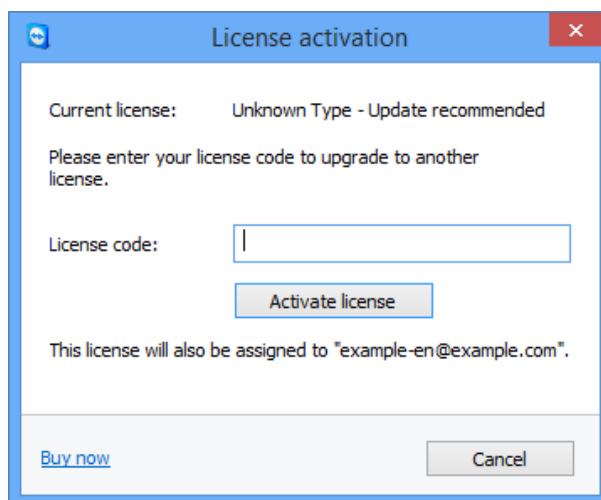 License activation
Current license: Unknown Type - Update recommended
Please enter your license code to upgrade to another
license.
License code:
Activate license
This license will also be assigned to "example-en@example.com".
Buy now
Cancel